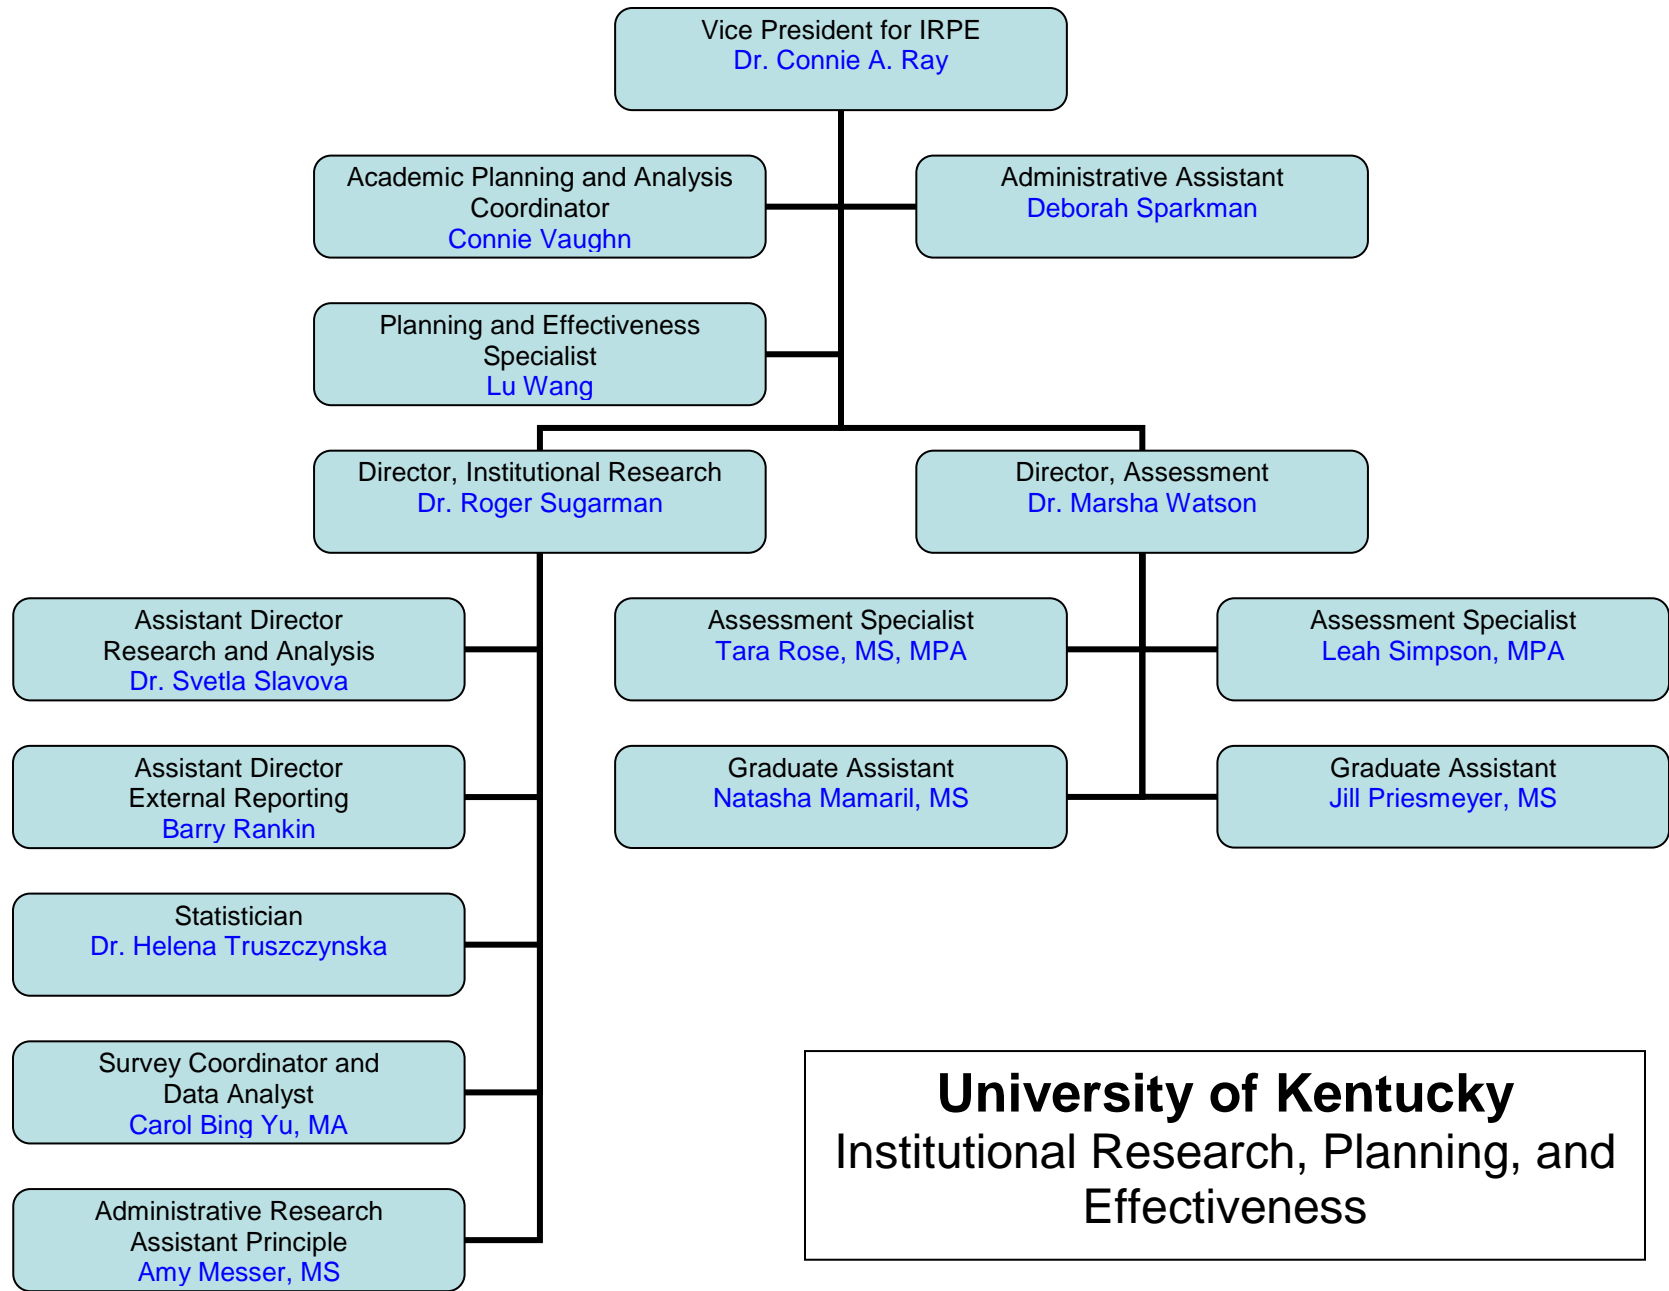 Vice President for IRPE
Dr. Connie A. Ray
Academic Planning and Analysis
Coordinator
Connie Vaughn
Administrative Assistant
Deborah Sparkman
Planning and Effectiveness
Specialist
Lu Wang
Director, Institutional Research
Dr. Roger Sugarman
Director, Assessment
Dr. Marsha Watson
Assistant Director
Research and Analysis
Dr. Svetla Slavova
Assessment Specialist
Tara Rose, MS, MPA
Assessment Specialist
Leah Simpson, MPA
Assistant Director
External Reporting
Barry Rankin
Graduate Assistant
Natasha Mamaril, MS
Graduate Assistant
Jill Priesmeyer, MS
Statistician
Dr. Helena Truszczynska
Survey Coordinator and
Data Analyst
Carol Bing Yu, MA
Administrative Research
Assistant Principle
Amy Messer, MS
University of Kentucky
Institutional Research, Planning, and
Effectiveness